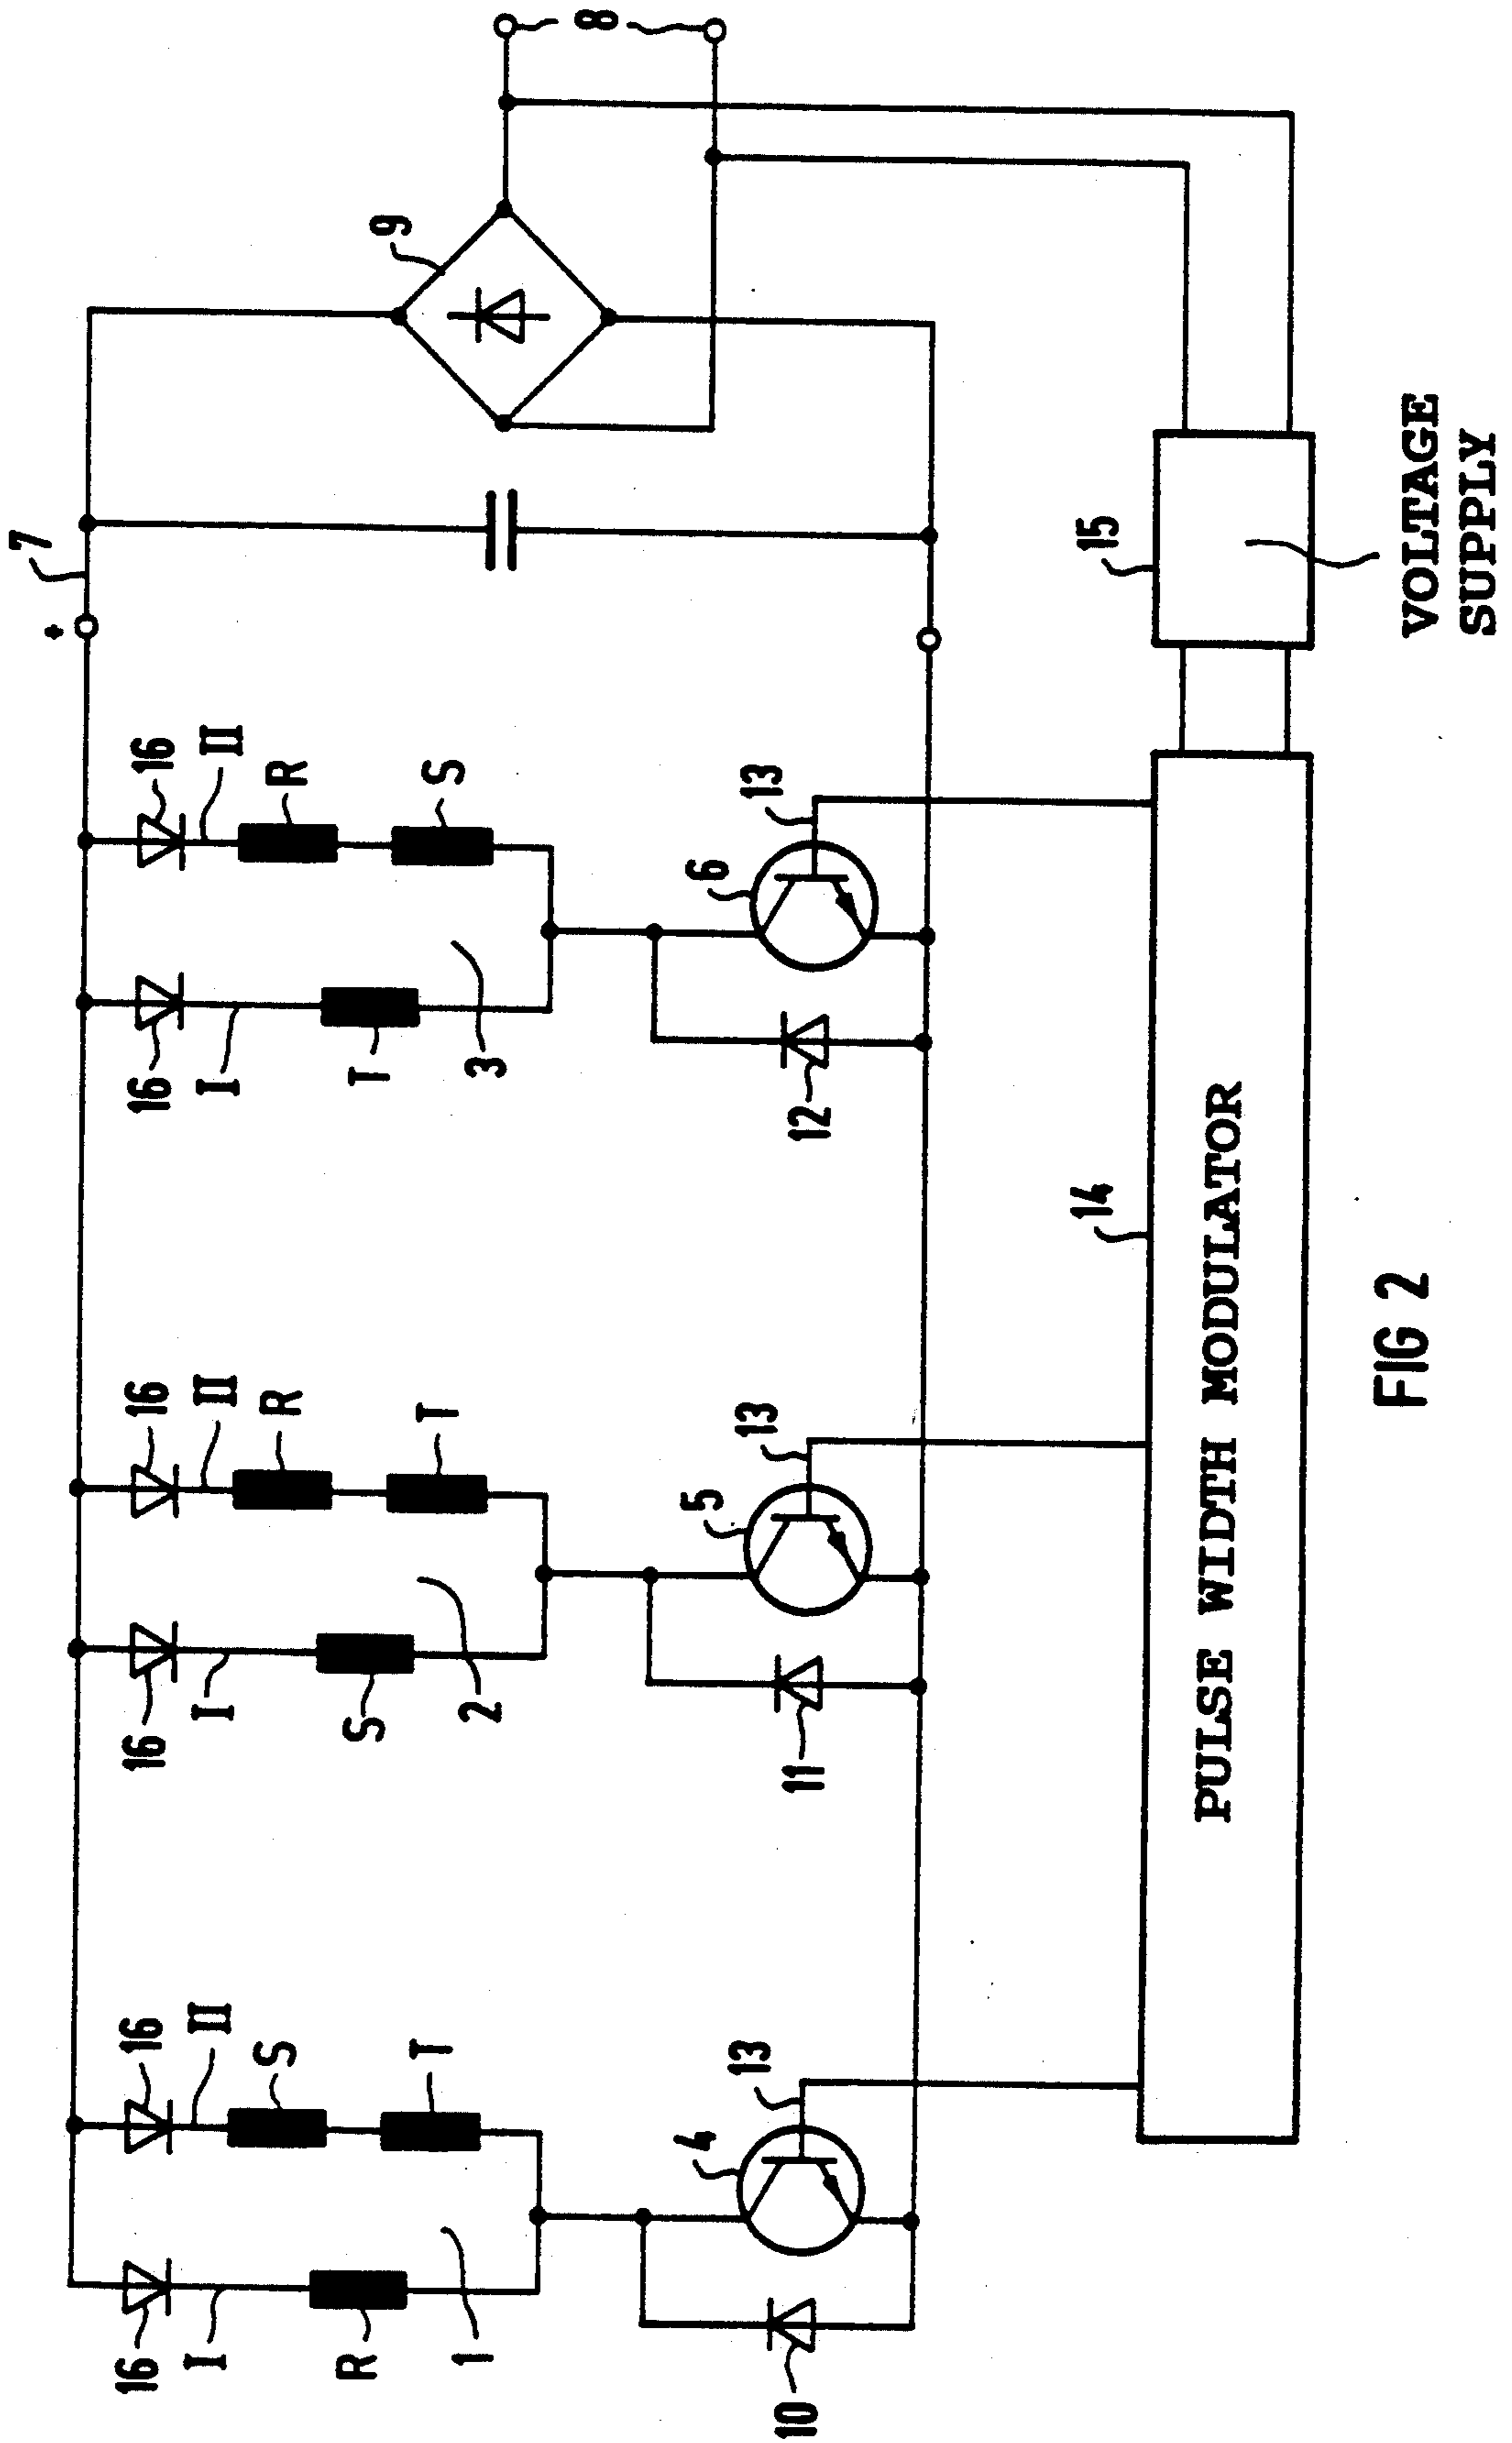 7
+
16 16 16 16 16 16
I II I II I II
S R R
R S T 9
T T S
1 2 3
8
4 5 6
13 13 13
10 11 12
14 15
PULSE WIDTH MODULATOR
VOLTAGE
SUPPLY
FIG 2